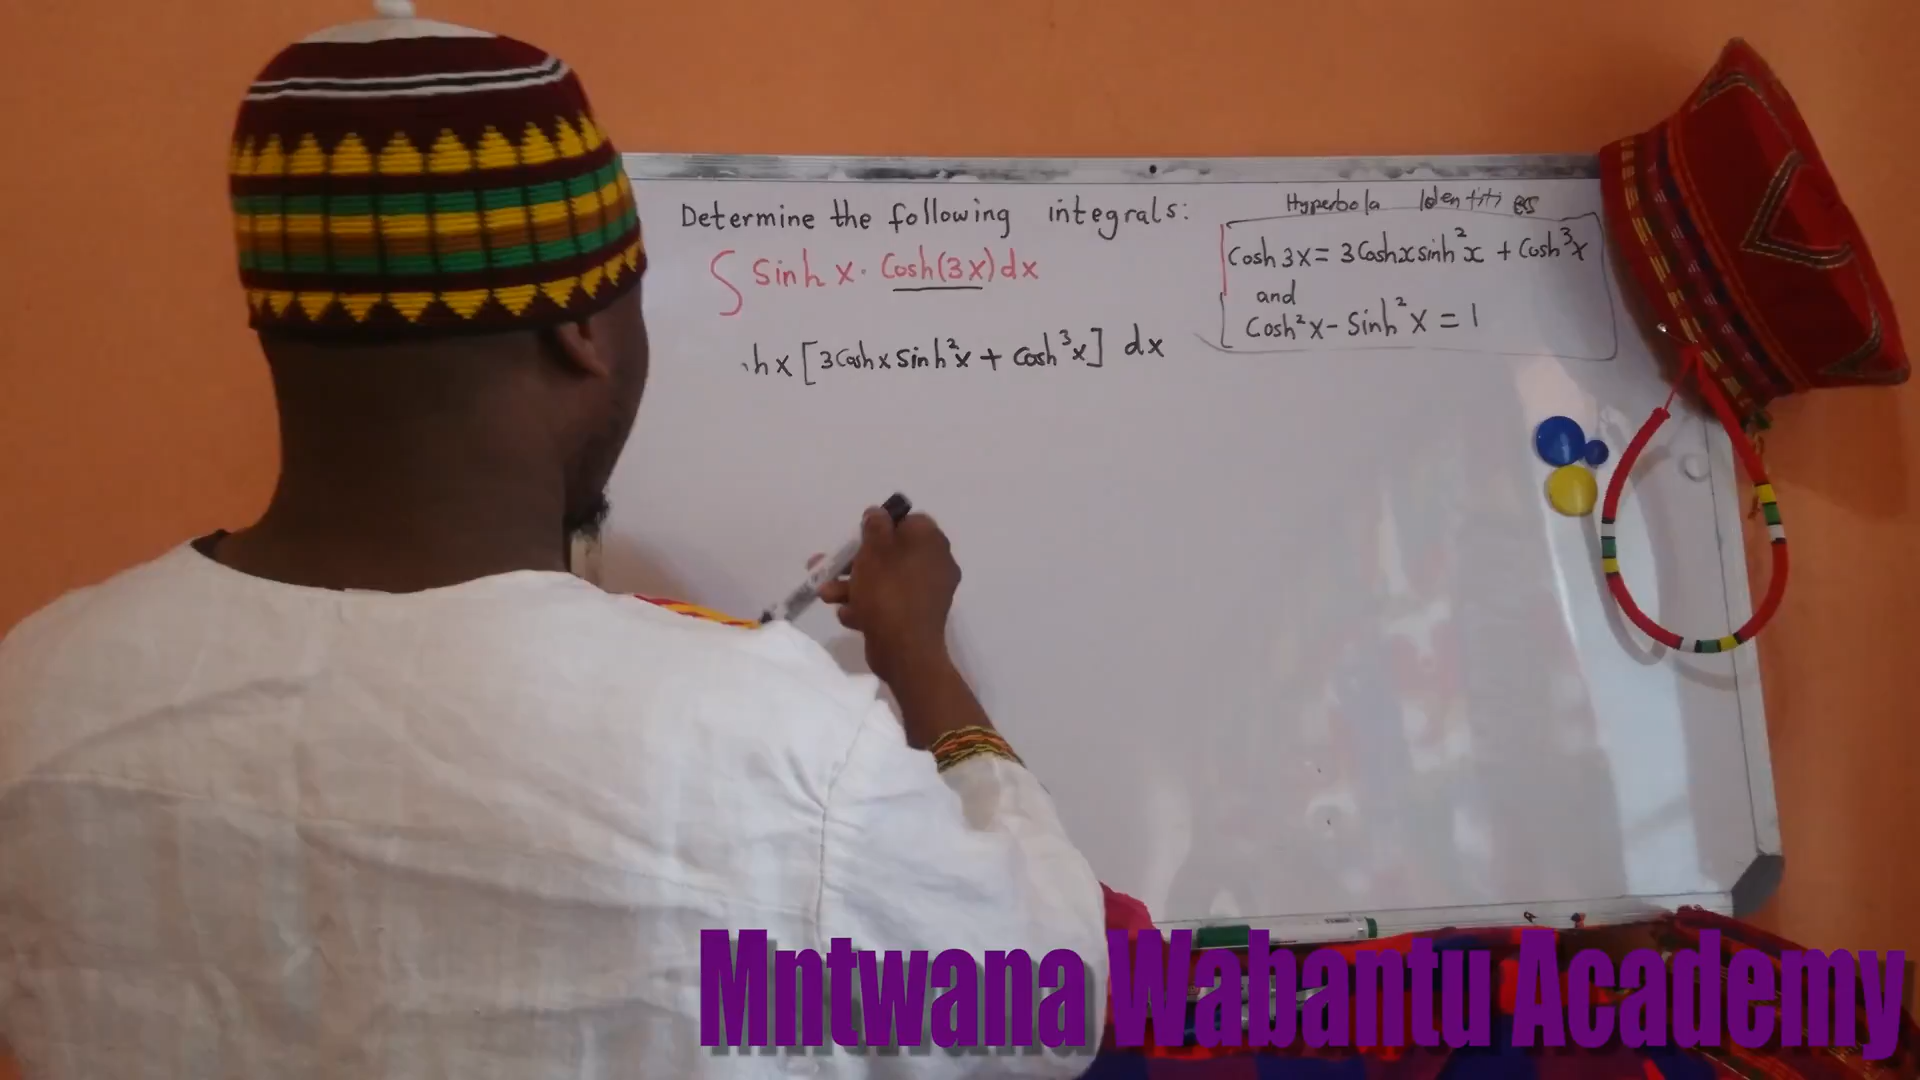 Determine the following integrals:
∫ Sinh x · Cosh(3x) dx
h x [3Coshx sinh²x + Cosh³x] dx
Hyperbola Identities
Cosh 3x = 3Coshx sinh²x + Cosh³x
and
Cosh²x - Sinh²x = 1
Mntwana Wabantu Academy